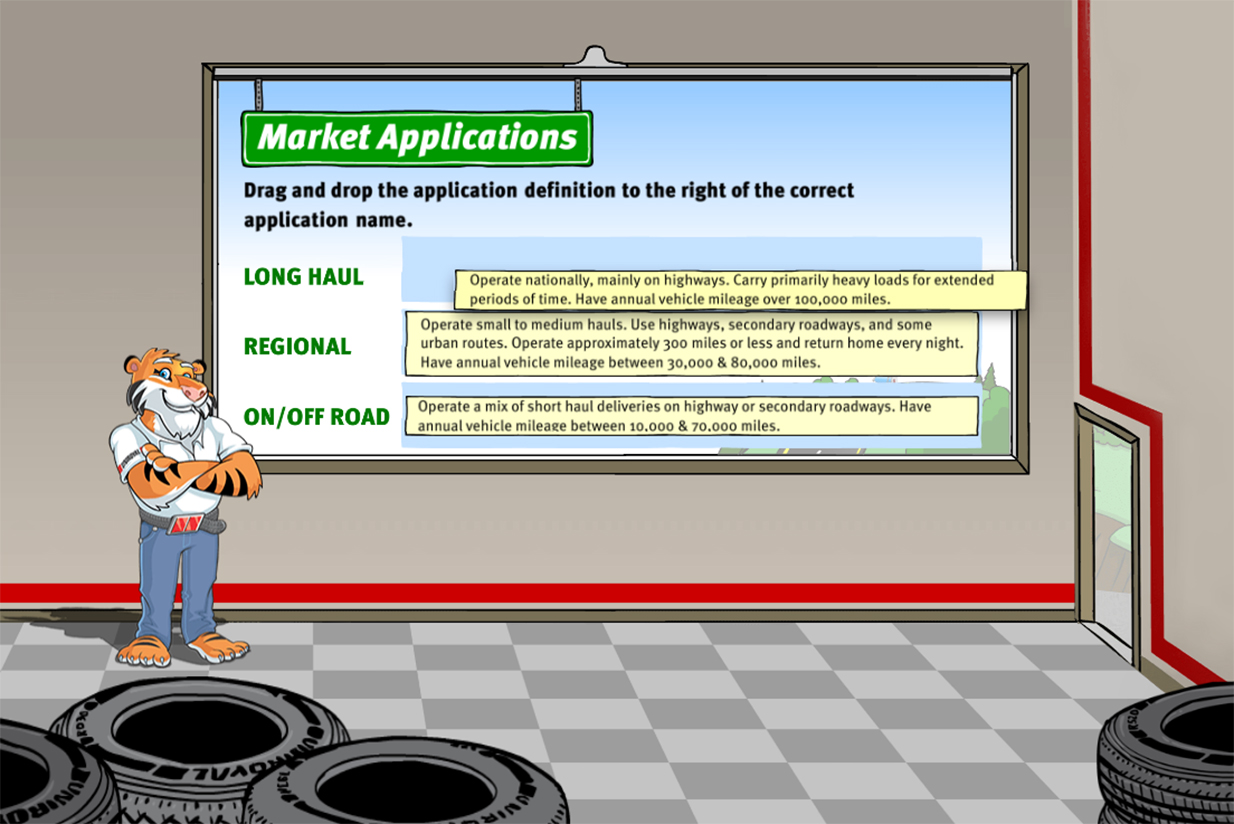 Market Applications
Drag and drop the application definition to the right of the correct
application name.
LONG HAUL
Operate nationally, mainly on highways. Carry primarily heavy loads for extended
periods of time. Have annual vehicle mileage over 100,000 miles.
REGIONAL
Operate small to medium hauls. Use highways, secondary roadways, and some
urban routes. Operate approximately 300 miles or less and return home every night.
Have annual vehicle mileage between 30,000 & 80,000 miles.
ON/OFF ROAD
Operate a mix of short haul deliveries on highway or secondary roadways. Have
annual vehicle mileage between 10,000 & 70,000 miles.
UNIROYAL